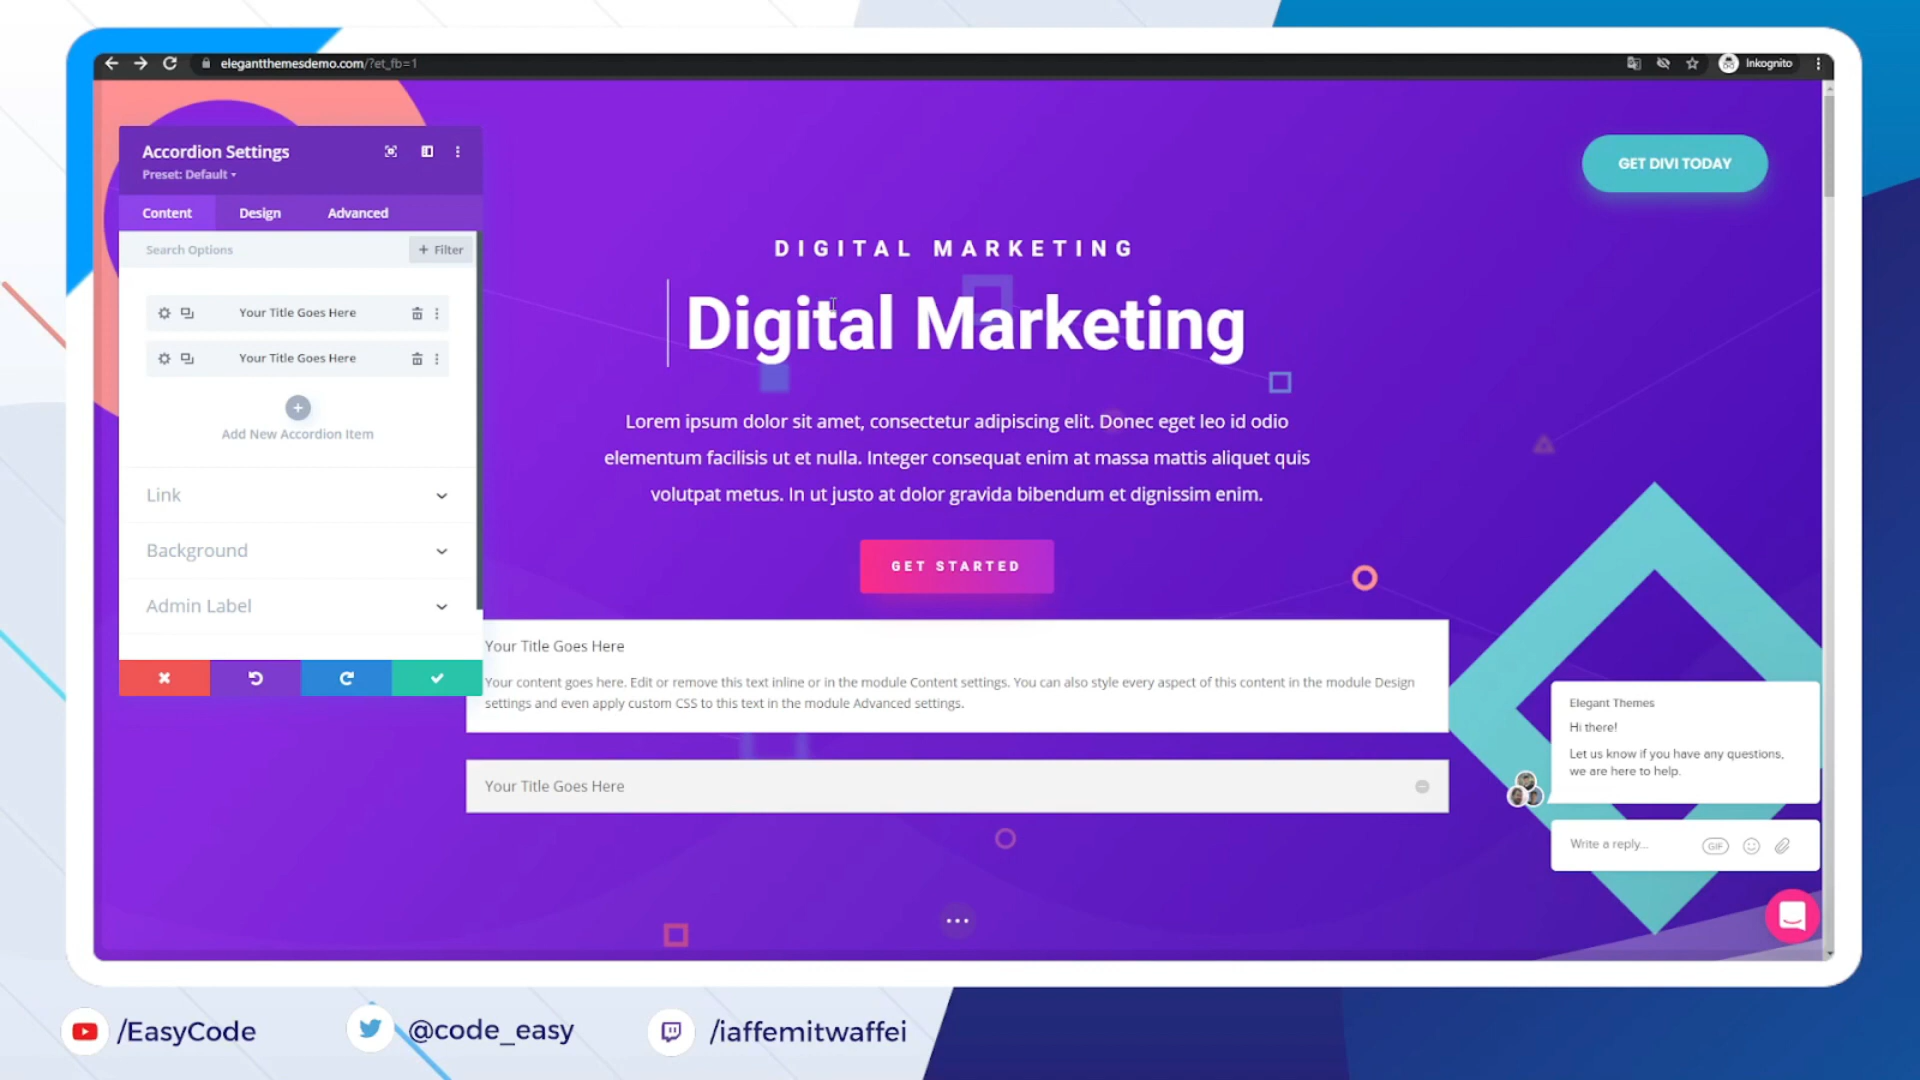 elegantthemesdemo.com/?et_fb=1
Inkognito
Accordion Settings
Preset: Default
Content Design Advanced
Search Options
+ Filter
Your Title Goes Here
Your Title Goes Here
Add New Accordion Item
Link
Background
Admin Label
GET DIVI TODAY
DIGITAL MARKETING
Digital Marketing
Lorem ipsum dolor sit amet, consectetur adipiscing elit. Donec eget leo id odio
elementum facilisis ut et nulla. Integer consequat enim at massa mattis aliquet quis
volutpat metus. In ut justo at dolor gravida bibendum et dignissim enim.
GET STARTED
Your Title Goes Here
Your content goes here. Edit or remove this text inline or in the module Content settings. You can also style every aspect of this content in the module Design
settings and even apply custom CSS to this text in the module Advanced settings.
Your Title Goes Here
Elegant Themes
Hi there!
Let us know if you have any questions,
we are here to help.
Write a reply...
GIF
/EasyCode
@code_easy
/iaffemitwaffei